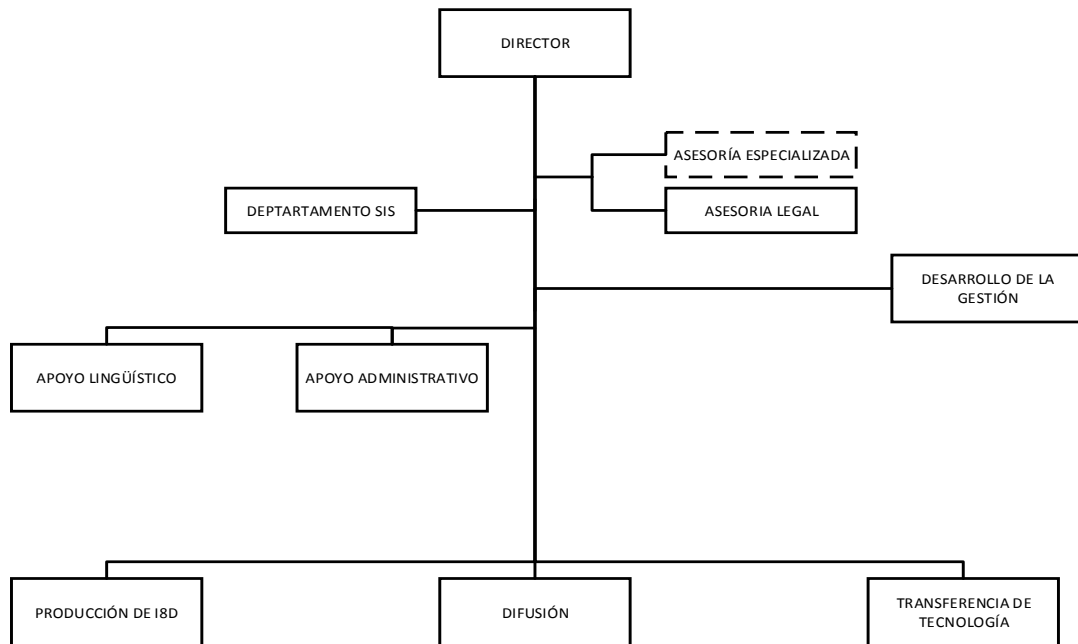 DIRECTOR
ASESORÍA ESPECIALIZADA
DEPTARTAMENTO SIS
ASESORIA LEGAL
DESARROLLO DE LA
GESTIÓN
APOYO LINGÜÍSTICO
APOYO ADMINISTRATIVO
PRODUCCIÓN DE I8D
DIFUSIÓN
TRANSFERENCIA DE
TECNOLOGÍA